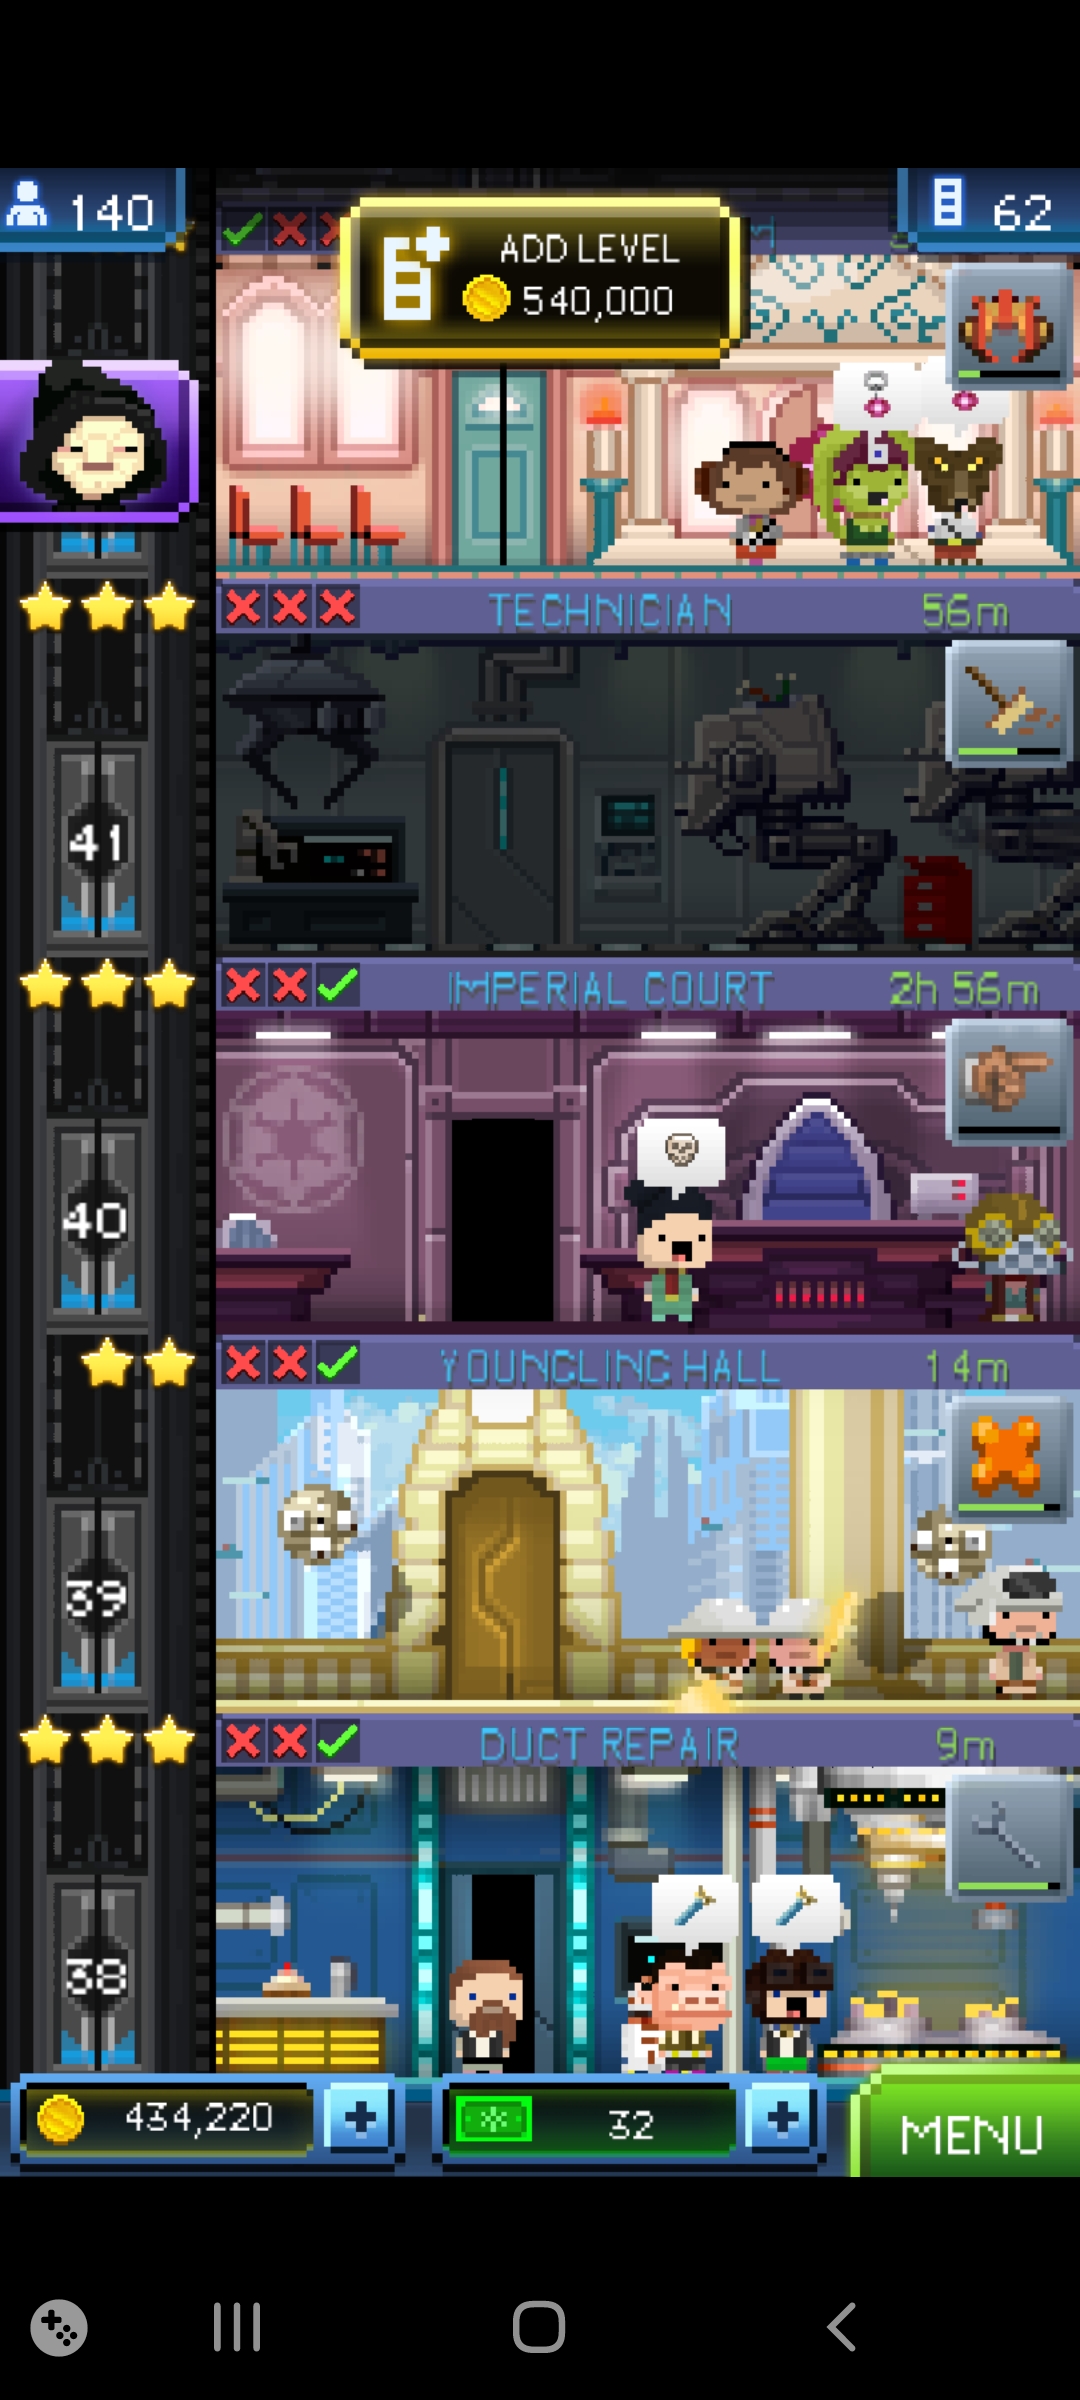 140
62
ADD LEVEL
540,000
TECHNICIAN 56m
41
IMPERIAL COURT 2h 56m
40
YOUNGLING HALL 14m
39
DUCT REPAIR 9m
38
434,220
32
MENU